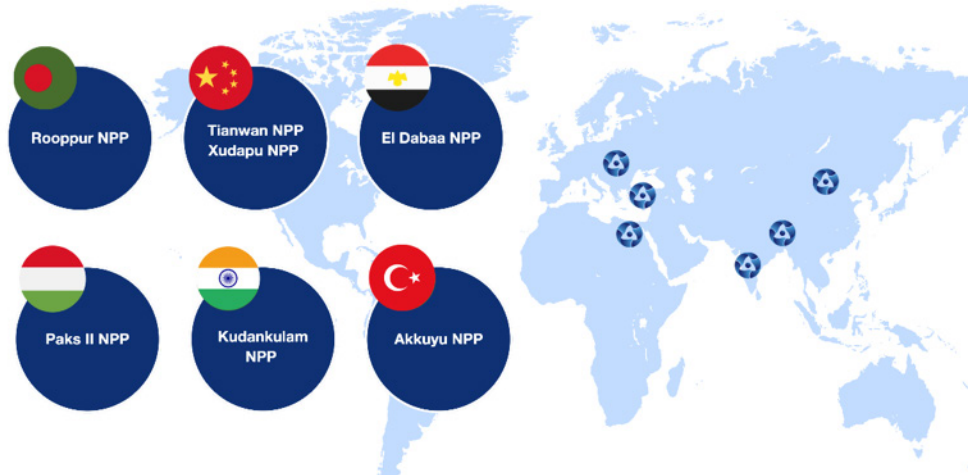 Rooppur NPP
Tianwan NPP
Xudapu NPP
El Dabaa NPP
Paks II NPP
Kudankulam
NPP
Akkuyu NPP